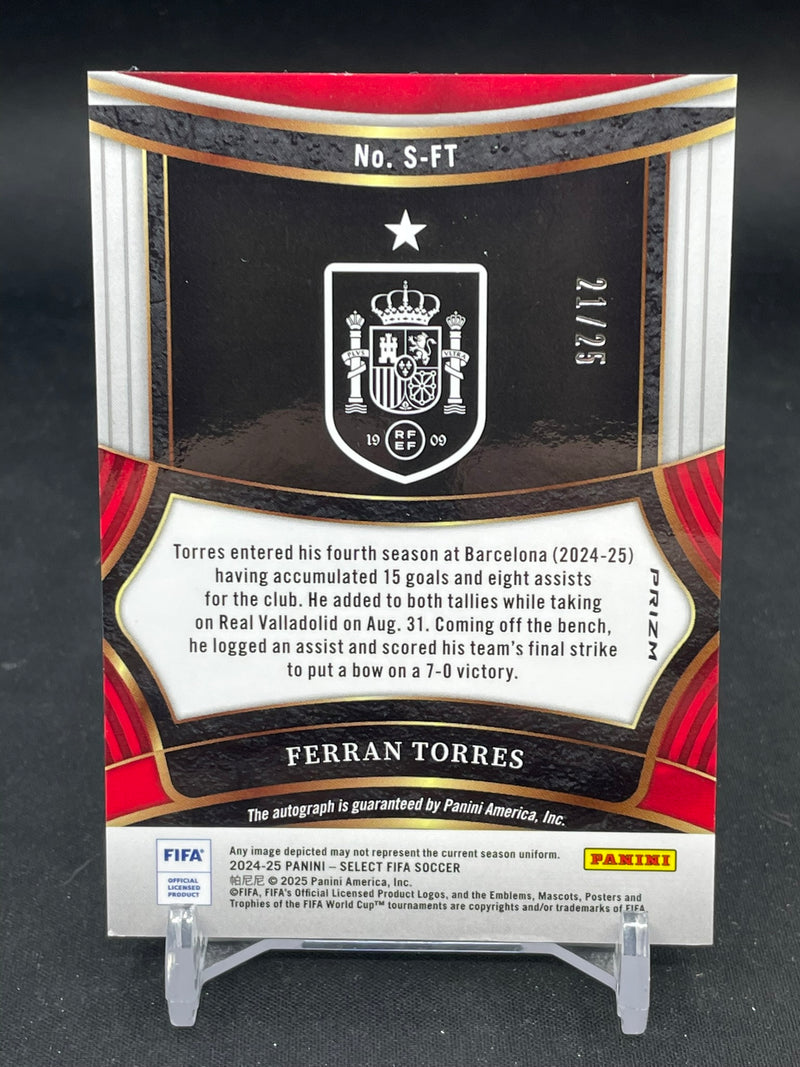 No. S-FT
21/25
PLVS VLTRA
19 RF EF 09
Torres entered his fourth season at Barcelona (2024-25)
having accumulated 15 goals and eight assists
for the club. He added to both tallies while taking
on Real Valladolid on Aug. 31. Coming off the bench,
he logged an assist and scored his team's final strike
to put a bow on a 7-0 victory.
PRIZM
FERRAN TORRES
The autograph is guaranteed by Panini America, Inc.
FIFA®
OFFICIAL
LICENSED
PRODUCT
Any image depicted may not represent the current season uniform.
2024-25 PANINI – SELECT FIFA SOCCER
帕尼尼 © 2025 Panini America, Inc.
©FIFA, FIFA's Official Licensed Product Logos, and the Emblems, Mascots, Posters and
Trophies of the FIFA World Cup™ tournaments are copyrights and/or trademarks of FIFA
PANINI